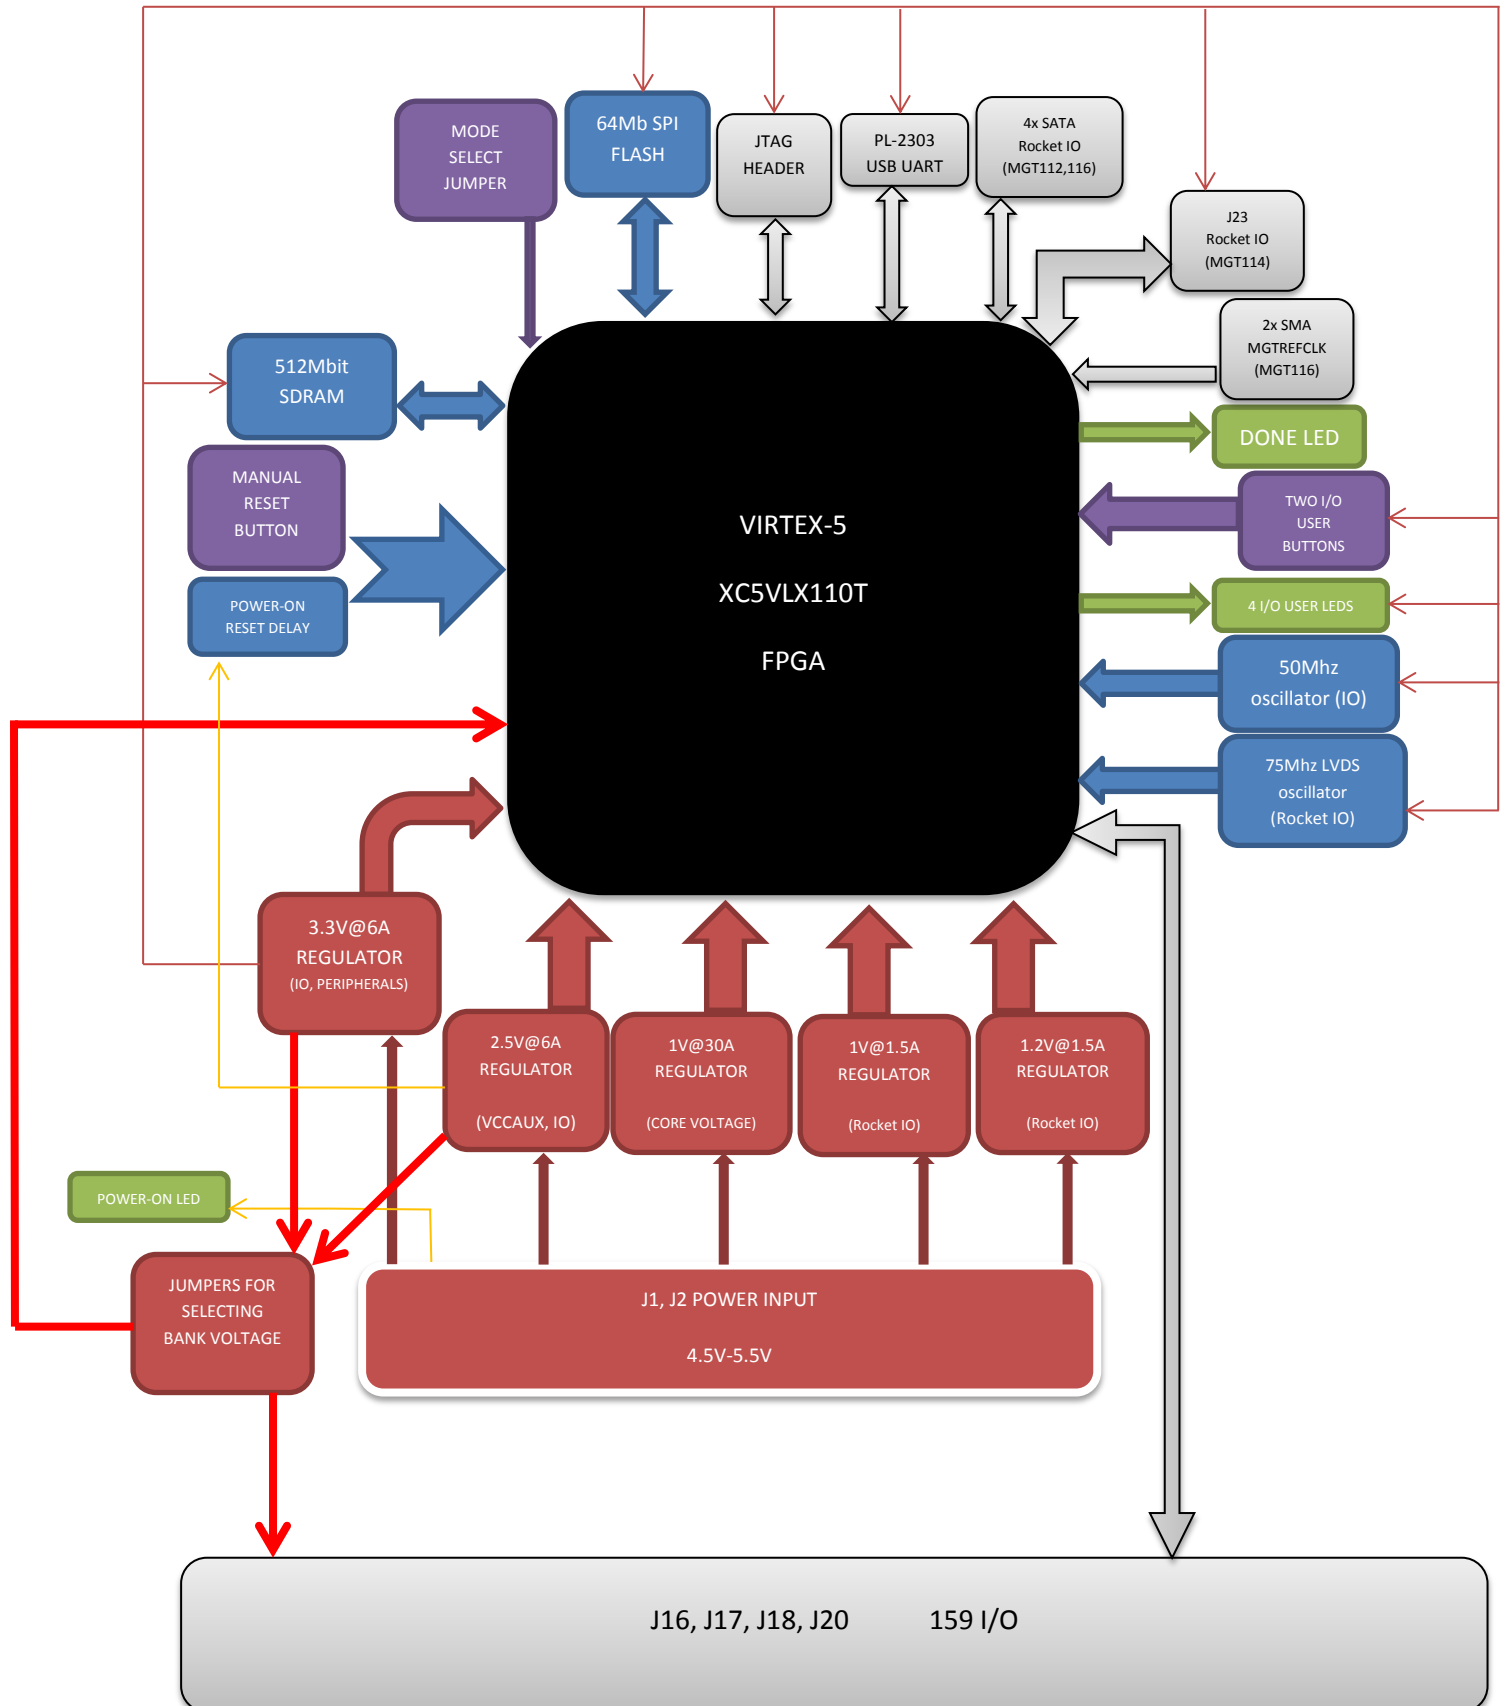 MODE
SELECT
JUMPER
64Mb SPI
FLASH
JTAG
HEADER
PL-2303
USB UART
4x SATA
Rocket IO
(MGT112,116)
J23
Rocket IO
(MGT114)
2x SMA
MGTREFCLK
(MGT116)
512Mbit
SDRAM
DONE LED
MANUAL
RESET
BUTTON
TWO I/O
USER
BUTTONS
VIRTEX-5
XC5VLX110T
FPGA
POWER-ON
RESET DELAY
4 I/O USER LEDS
50Mhz
oscillator (IO)
75Mhz LVDS
oscillator
(Rocket IO)
3.3V@6A
REGULATOR
(IO, PERIPHERALS)
2.5V@6A
REGULATOR
(VCCAUX, IO)
1V@30A
REGULATOR
(CORE VOLTAGE)
1V@1.5A
REGULATOR
(Rocket IO)
1.2V@1.5A
REGULATOR
(Rocket IO)
POWER-ON LED
JUMPERS FOR
SELECTING
BANK VOLTAGE
J1, J2 POWER INPUT
4.5V-5.5V
J16, J17, J18, J20 159 I/O